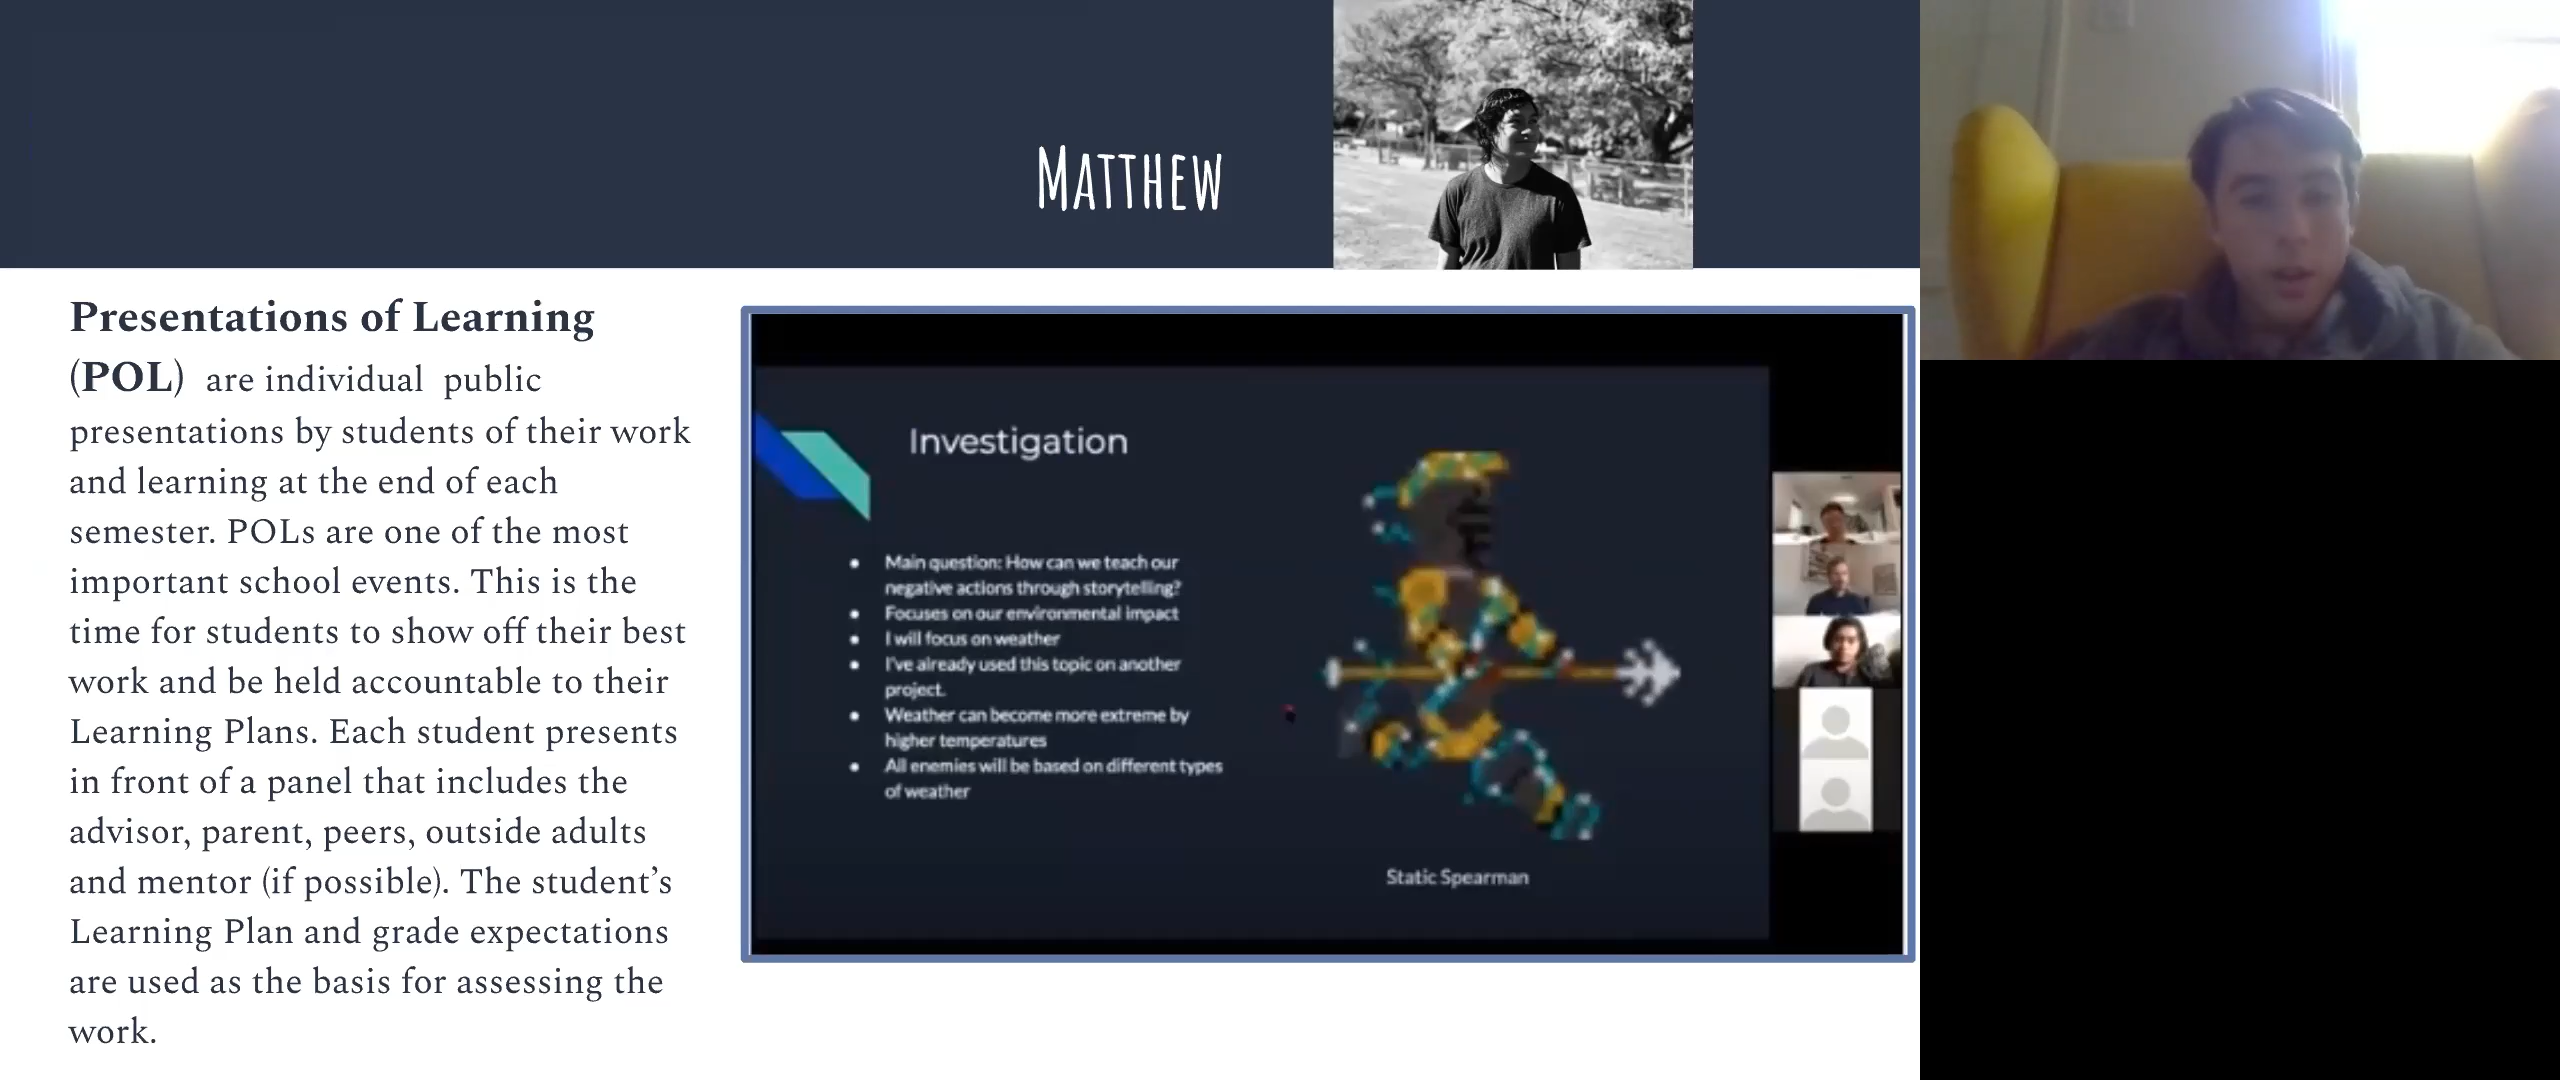 MATTHEW
Presentations of Learning
(POL) are individual public
presentations by students of their work
and learning at the end of each
semester. POLs are one of the most
important school events. This is the
time for students to show off their best
work and be held accountable to their
Learning Plans. Each student presents
in front of a panel that includes the
advisor, parent, peers, outside adults
and mentor (if possible). The student’s
Learning Plan and grade expectations
are used as the basis for assessing the
work.
Investigation
● Main question: How can we teach our
negative actions through storytelling?
● Focuses on our environmental impact
● I will focus on weather
● I've already used this topic on another
project.
● Weather can become more extreme by
higher temperatures
● All enemies will be based on different types
of weather
Static Spearman